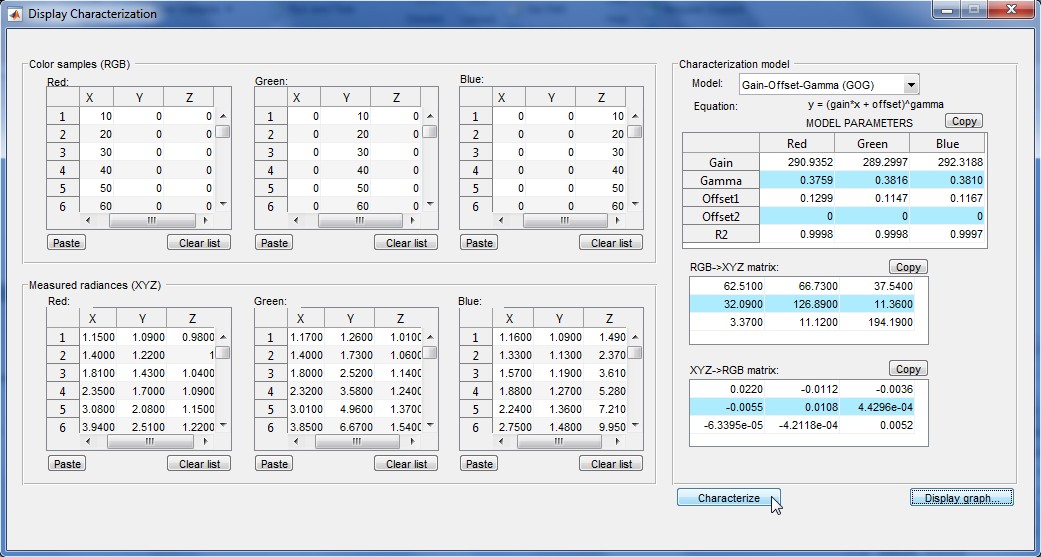 Display Characterization
Color samples (RGB)
Red:
X Y Z
1 10 0 0
2 20 0 0
3 30 0 0
4 40 0 0
5 50 0 0
6 60 0 0
Paste Clear list
Green:
X Y Z
1 0 10 0
2 0 20 0
3 0 30 0
4 0 40 0
5 0 50 0
6 0 60 0
Paste Clear list
Blue:
X Y Z
1 0 0 10
2 0 0 20
3 0 0 30
4 0 0 40
5 0 0 50
6 0 0 60
Paste Clear list
Measured radiances (XYZ)
Red:
X Y Z
1 1.1500 1.0900 0.9800
2 1.4000 1.2200 1
3 1.8100 1.4300 1.0400
4 2.3500 1.7000 1.0900
5 3.0800 2.0800 1.1500
6 3.9400 2.5100 1.2200
Paste Clear list
Green:
X Y Z
1 1.1700 1.2600 1.0100
2 1.4000 1.7300 1.0600
3 1.8000 2.5200 1.1400
4 2.3200 3.5800 1.2400
5 3.0100 4.9600 1.3700
6 3.8500 6.6700 1.5400
Paste Clear list
Blue:
X Y Z
1 1.1600 1.0900 1.490
2 1.3300 1.1300 2.370
3 1.5700 1.1900 3.610
4 1.8800 1.2700 5.280
5 2.2400 1.3600 7.210
6 2.7500 1.4800 9.950
Paste Clear list
Characterization model
Model: Gain-Offset-Gamma (GOG)
Equation: y = (gain*x + offset)^gamma
MODEL PARAMETERS Copy
Red Green Blue
Gain 290.9352 289.2997 292.3188
Gamma 0.3759 0.3816 0.3810
Offset1 0.1299 0.1147 0.1167
Offset2 0 0 0
R2 0.9998 0.9998 0.9997
RGB->XYZ matrix: Copy
62.5100 66.7300 37.5400
32.0900 126.8900 11.3600
3.3700 11.1200 194.1900
XYZ->RGB matrix: Copy
0.0220 -0.0112 -0.0036
-0.0055 0.0108 4.4296e-04
-6.3395e-05 -4.2118e-04 0.0052
Characterize Display graph...